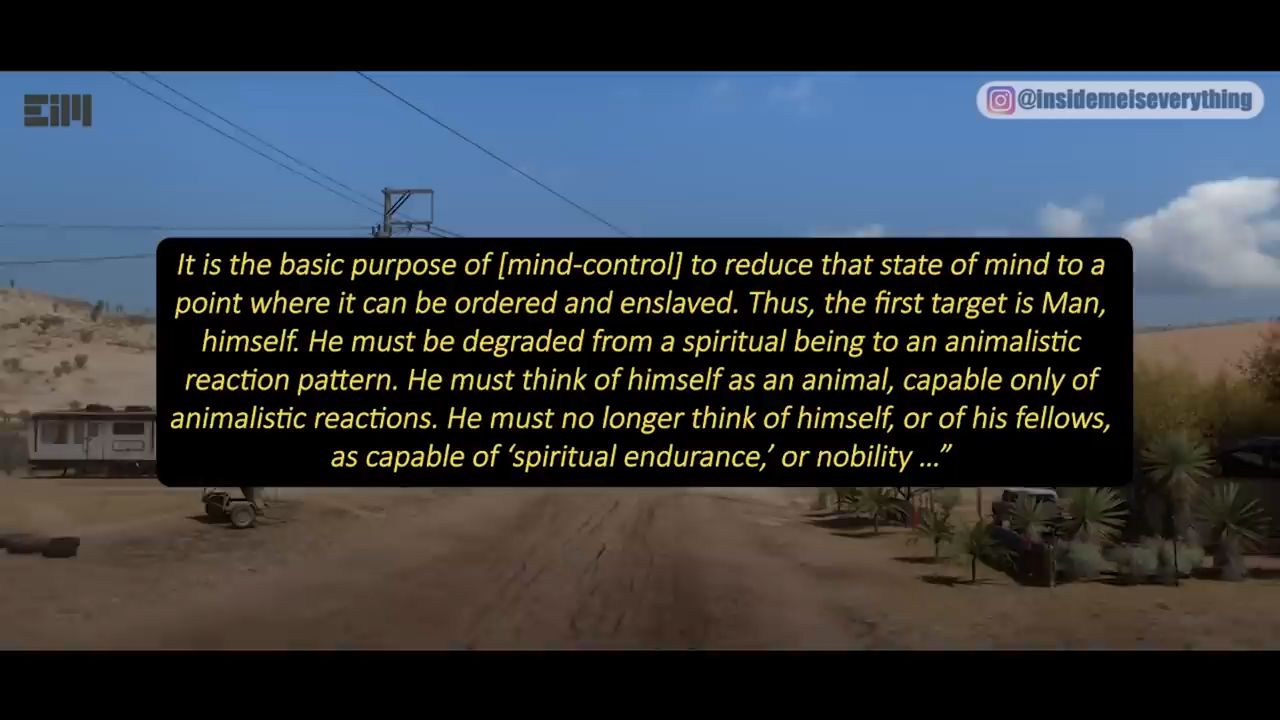 EiM
@insidemeiseverything
It is the basic purpose of [mind-control] to reduce that state of mind to a
point where it can be ordered and enslaved. Thus, the first target is Man,
himself. He must be degraded from a spiritual being to an animalistic
reaction pattern. He must think of himself as an animal, capable only of
animalistic reactions. He must no longer think of himself, or of his fellows,
as capable of ‘spiritual endurance,’ or nobility ...”